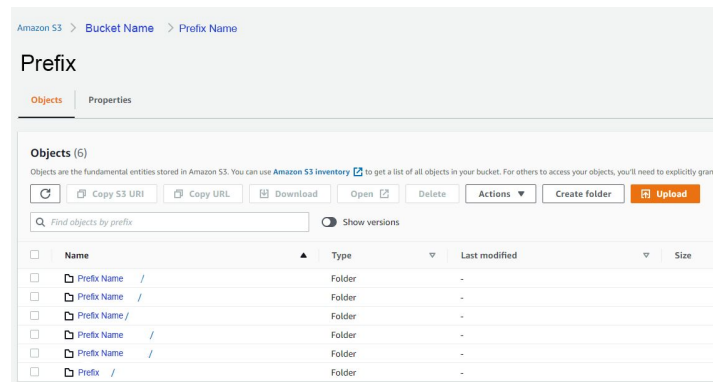 Amazon S3 > Bucket Name > Prefix Name
Prefix
Objects Properties
Objects (6)
Objects are the fundamental entities stored in Amazon S3. You can use Amazon S3 inventory to get a list of all objects in your bucket. For others to access your objects, you'll need to explicitly gran
Copy S3 URI Copy URL Download Open Delete Actions ▼ Create folder Upload
Find objects by prefix Show versions
Name ▲ Type ▽ Last modified ▽ Size
Prefix Name / Folder -
Prefix Name / Folder -
Prefix Name / Folder -
Prefix Name / Folder -
Prefix Name / Folder -
Prefix / Folder -